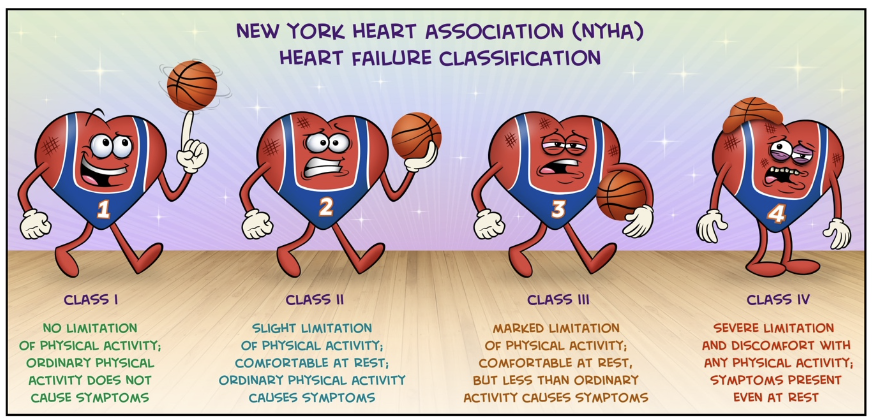 NEW YORK HEART ASSOCIATION (NYHA)
HEART FAILURE CLASSIFICATION
1
2
3
4
CLASS I
NO LIMITATION
OF PHYSICAL ACTIVITY;
ORDINARY PHYSICAL
ACTIVITY DOES NOT
CAUSE SYMPTOMS
CLASS II
SLIGHT LIMITATION
OF PHYSICAL ACTIVITY;
COMFORTABLE AT REST;
ORDINARY PHYSICAL ACTIVITY
CAUSES SYMPTOMS
CLASS III
MARKED LIMITATION
OF PHYSICAL ACTIVITY;
COMFORTABLE AT REST,
BUT LESS THAN ORDINARY
ACTIVITY CAUSES SYMPTOMS
CLASS IV
SEVERE LIMITATION
AND DISCOMFORT WITH
ANY PHYSICAL ACTIVITY;
SYMPTOMS PRESENT
EVEN AT REST